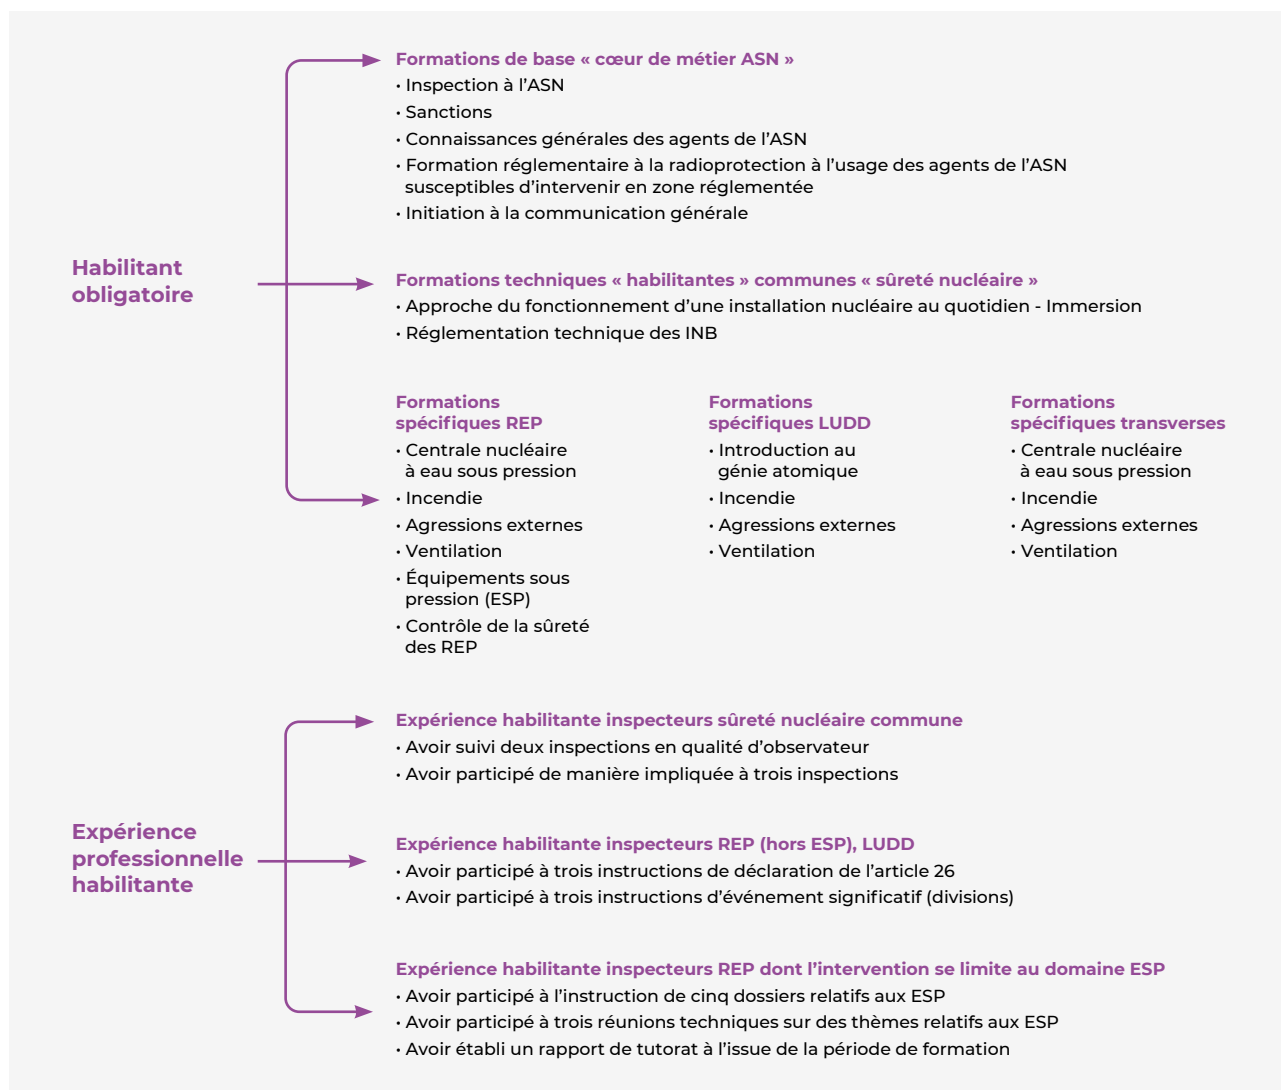 Formations de base « cœur de métier ASN »
• Inspection à l’ASN
• Sanctions
• Connaissances générales des agents de l’ASN
• Formation réglementaire à la radioprotection à l’usage des agents de l’ASN
susceptibles d’intervenir en zone réglementée
• Initiation à la communication générale
Habilitant
obligatoire
Formations techniques « habilitantes » communes « sûreté nucléaire »
• Approche du fonctionnement d’une installation nucléaire au quotidien - Immersion
• Réglementation technique des INB
Formations
spécifiques REP
• Centrale nucléaire
à eau sous pression
• Incendie
• Agressions externes
• Ventilation
• Équipements sous
pression (ESP)
• Contrôle de la sûreté
des REP
Formations
spécifiques LUDD
• Introduction au
génie atomique
• Incendie
• Agressions externes
• Ventilation
Formations
spécifiques transverses
• Centrale nucléaire
à eau sous pression
• Incendie
• Agressions externes
• Ventilation
Expérience habilitante inspecteurs sûreté nucléaire commune
• Avoir suivi deux inspections en qualité d’observateur
• Avoir participé de manière impliquée à trois inspections
Expérience
professionnelle
habilitante
Expérience habilitante inspecteurs REP (hors ESP), LUDD
• Avoir participé à trois instructions de déclaration de l’article 26
• Avoir participé à trois instructions d’événement significatif (divisions)
Expérience habilitante inspecteurs REP dont l’intervention se limite au domaine ESP
• Avoir participé à l’instruction de cinq dossiers relatifs aux ESP
• Avoir participé à trois réunions techniques sur des thèmes relatifs aux ESP
• Avoir établi un rapport de tutorat à l’issue de la période de formation